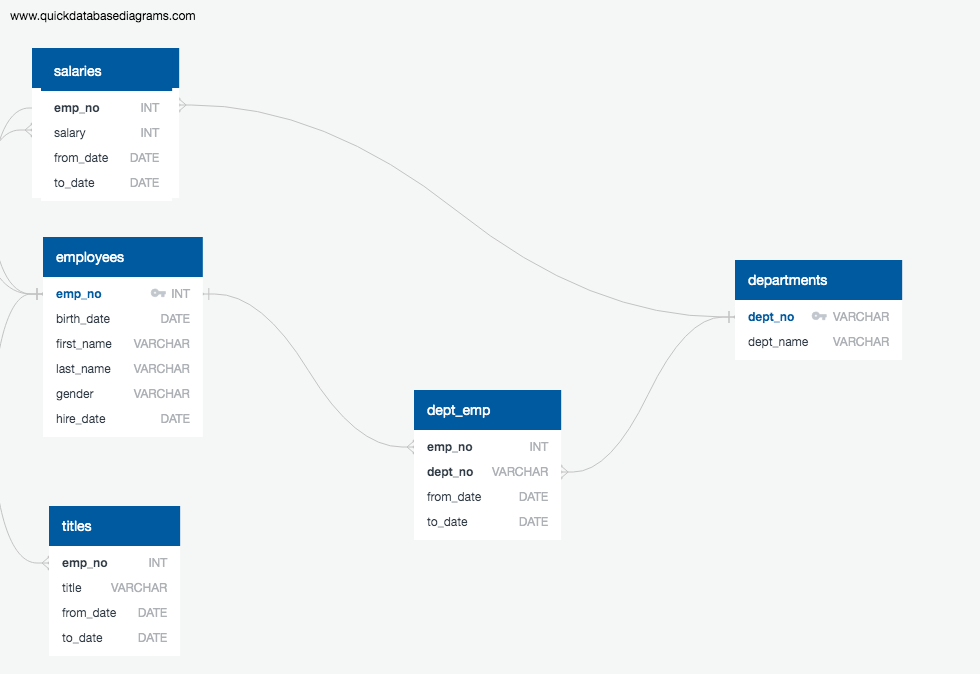 www.quickdatabasediagrams.com
salaries
emp_no INT
salary INT
from_date DATE
to_date DATE
employees
emp_no INT
birth_date DATE
first_name VARCHAR
last_name VARCHAR
gender VARCHAR
hire_date DATE
departments
dept_no VARCHAR
dept_name VARCHAR
dept_emp
emp_no INT
dept_no VARCHAR
from_date DATE
to_date DATE
titles
emp_no INT
title VARCHAR
from_date DATE
to_date DATE